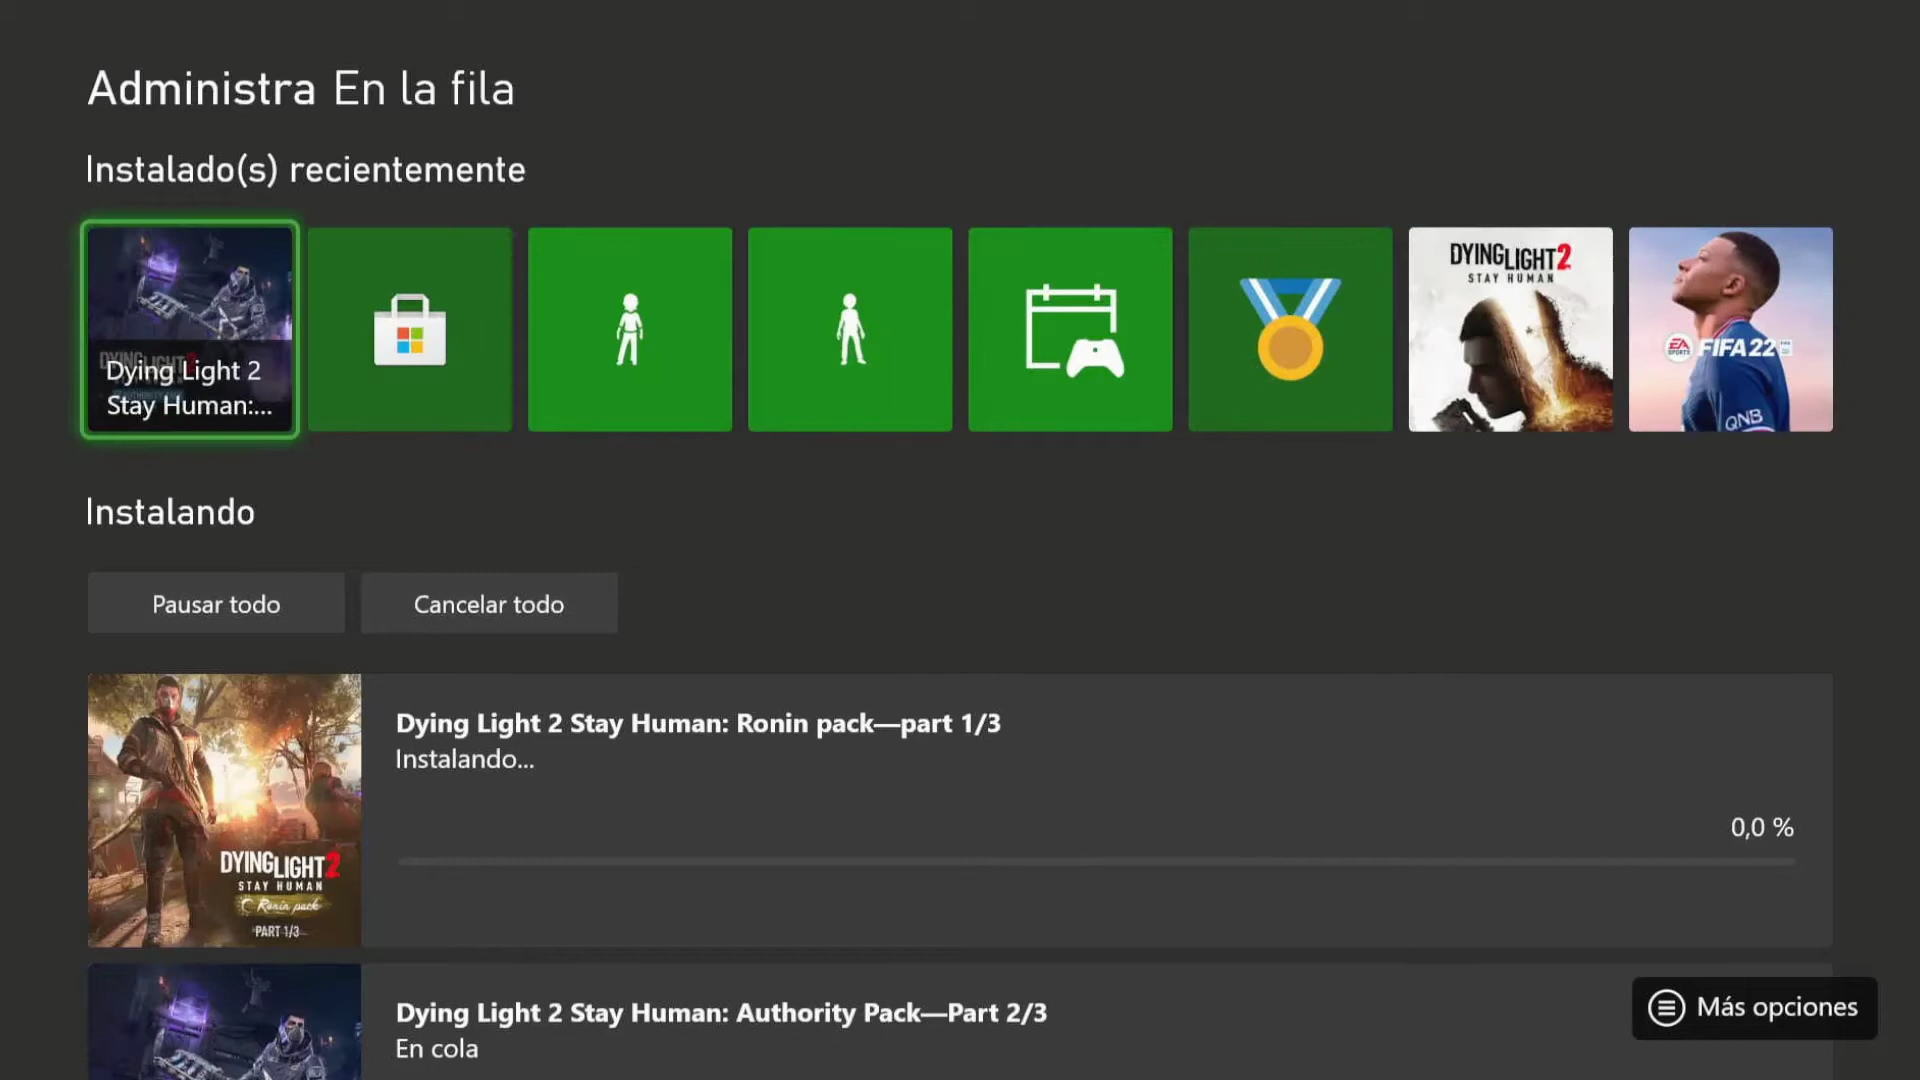 Administra En la fila
Instalado(s) recientemente
Dying Light 2
Stay Human:...
DYING LIGHT 2
STAY HUMAN
EA SPORTS
FIFA 22
QNB
Instalando
Pausar todo
Cancelar todo
Dying Light 2 Stay Human: Ronin pack—part 1/3
Instalando...
0,0 %
DYING LIGHT 2
STAY HUMAN
Ronin pack
PART 1/3
Dying Light 2 Stay Human: Authority Pack—Part 2/3
En cola
Más opciones